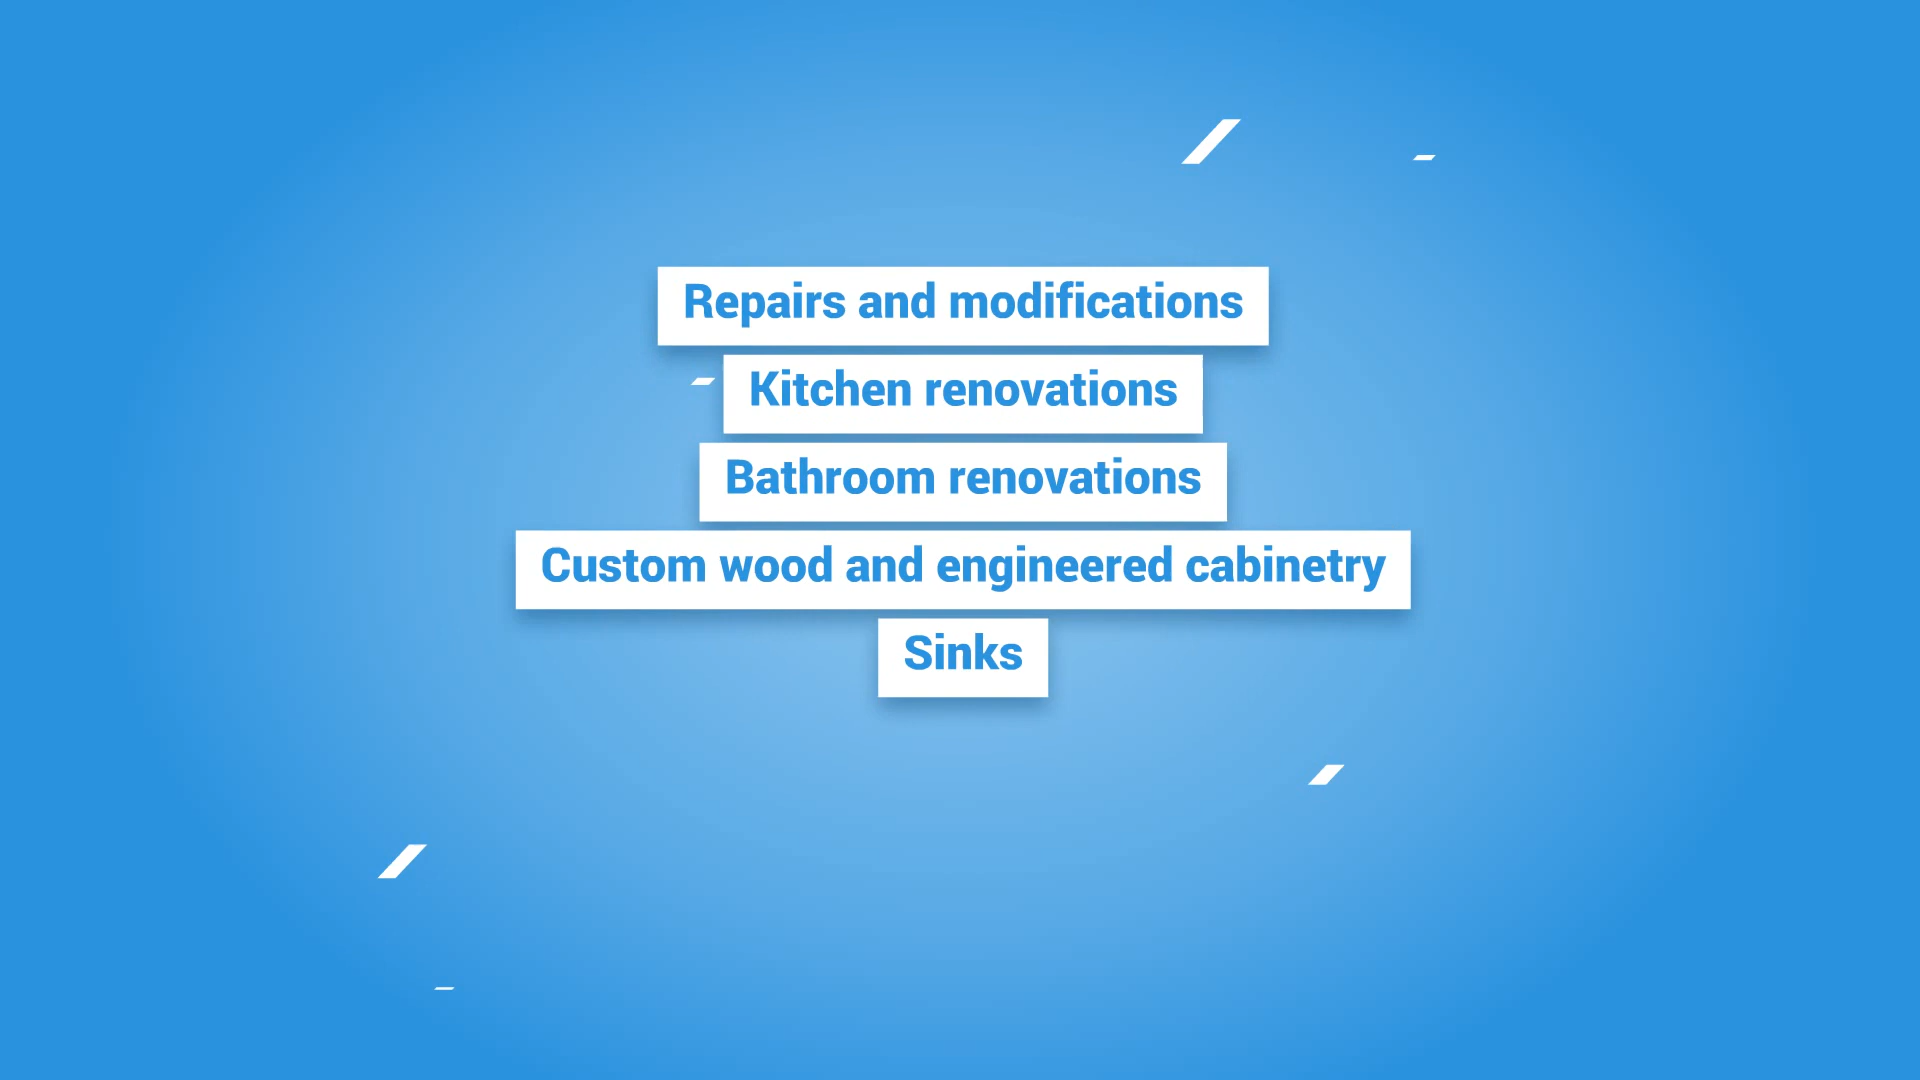 Repairs and modifications
Kitchen renovations
Bathroom renovations
Custom wood and engineered cabinetry
Sinks